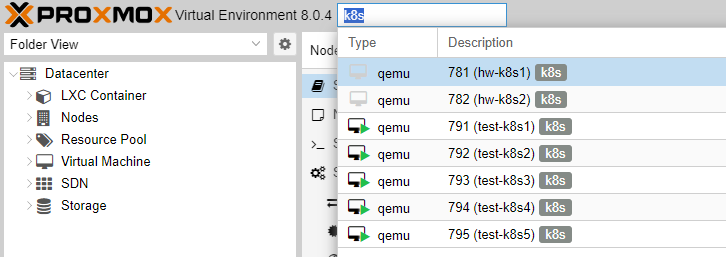 PROXMOX Virtual Environment 8.0.4
k8s
Folder View
Datacenter
LXC Container
Nodes
Resource Pool
Virtual Machine
SDN
Storage
Node
Type Description
qemu 781 (hw-k8s1) k8s
qemu 782 (hw-k8s2) k8s
qemu 791 (test-k8s1) k8s
qemu 792 (test-k8s2) k8s
qemu 793 (test-k8s3) k8s
qemu 794 (test-k8s4) k8s
qemu 795 (test-k8s5) k8s